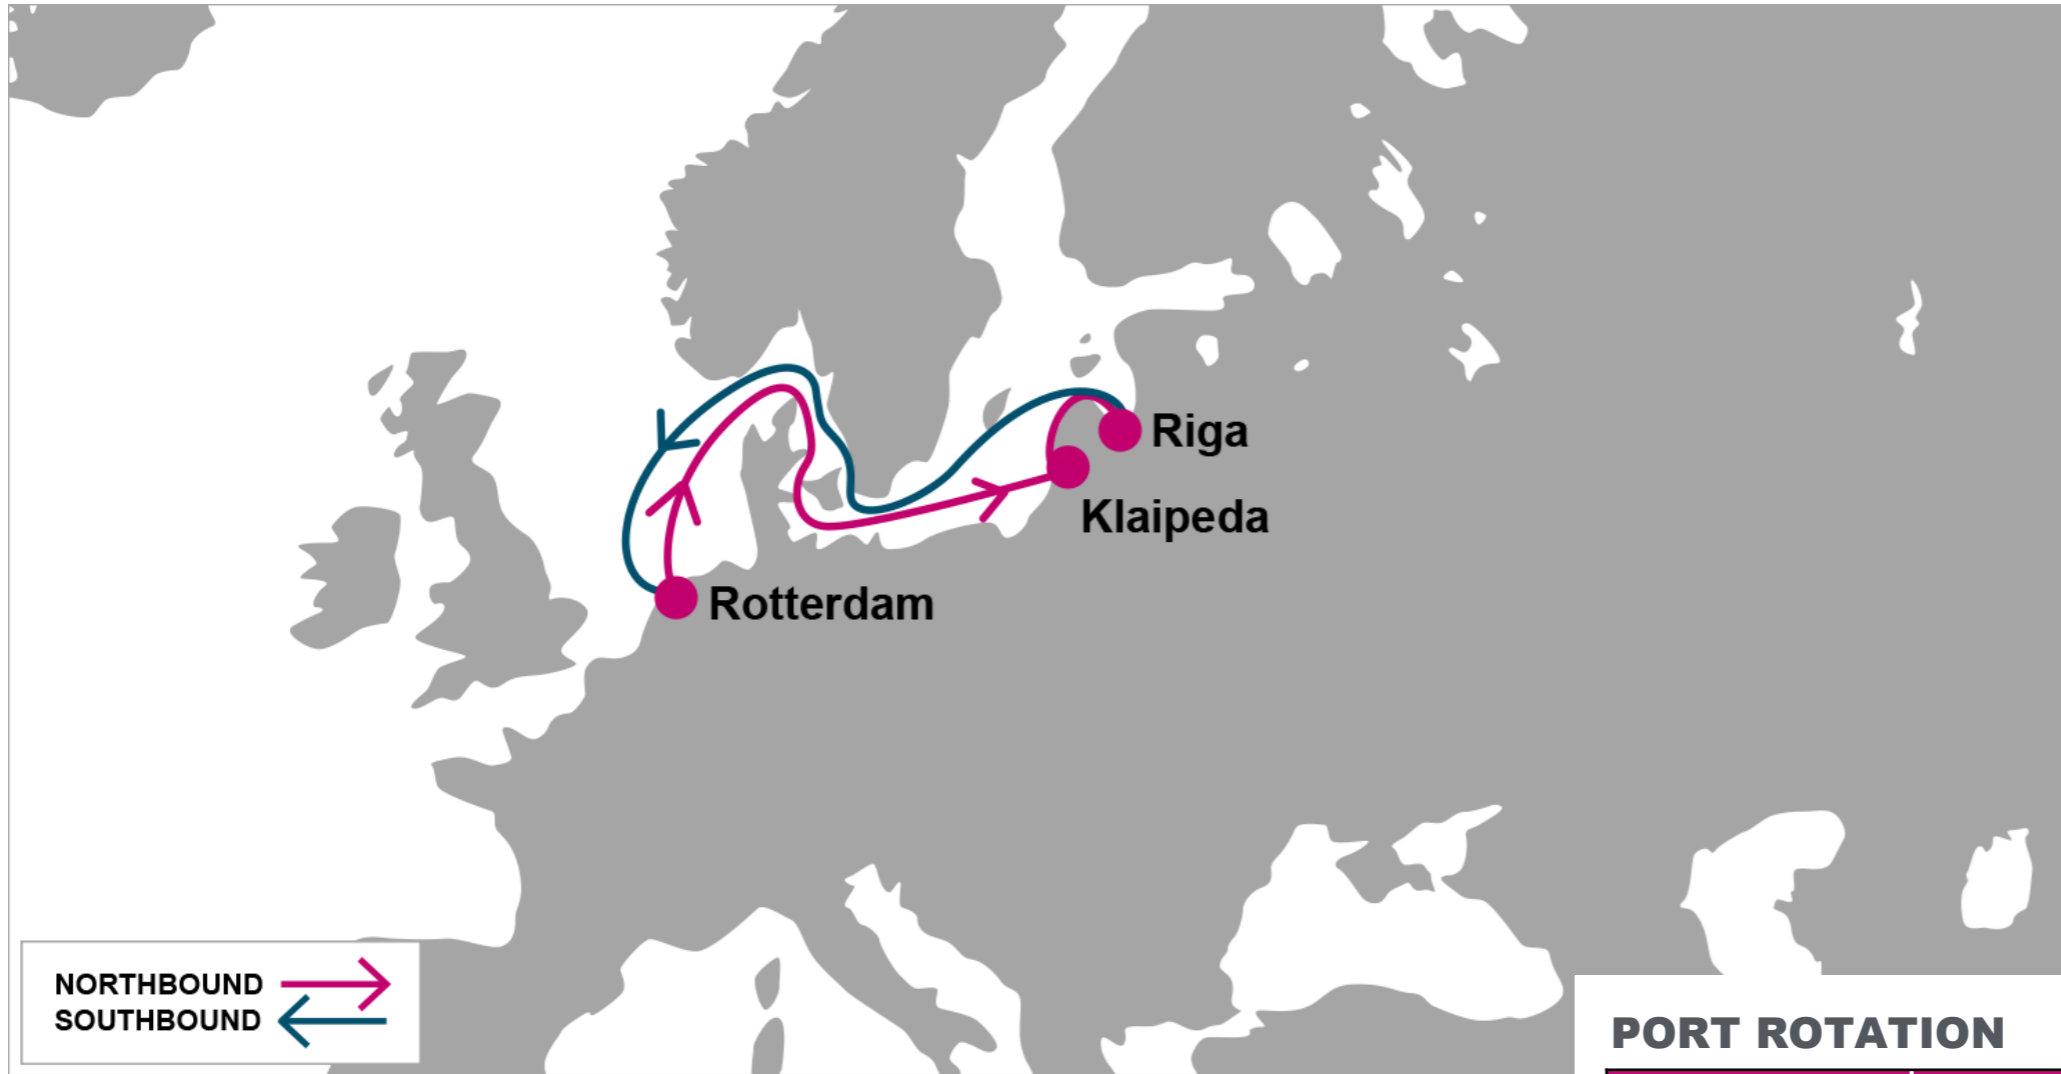 Riga
Klaipeda
Rotterdam
NORTHBOUND
SOUTHBOUND
PORT ROTATION